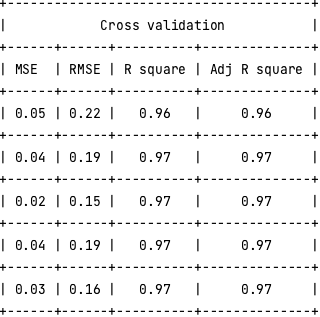 +---------------------------------------+
|            Cross validation           |
+------+------+----------+--------------+
| MSE  | RMSE | R square | Adj R square |
+------+------+----------+--------------+
| 0.05 | 0.22 |   0.96   |     0.96     |
+------+------+----------+--------------+
| 0.04 | 0.19 |   0.97   |     0.97     |
+------+------+----------+--------------+
| 0.02 | 0.15 |   0.97   |     0.97     |
+------+------+----------+--------------+
| 0.04 | 0.19 |   0.97   |     0.97     |
+------+------+----------+--------------+
| 0.03 | 0.16 |   0.97   |     0.97     |
+------+------+----------+--------------+